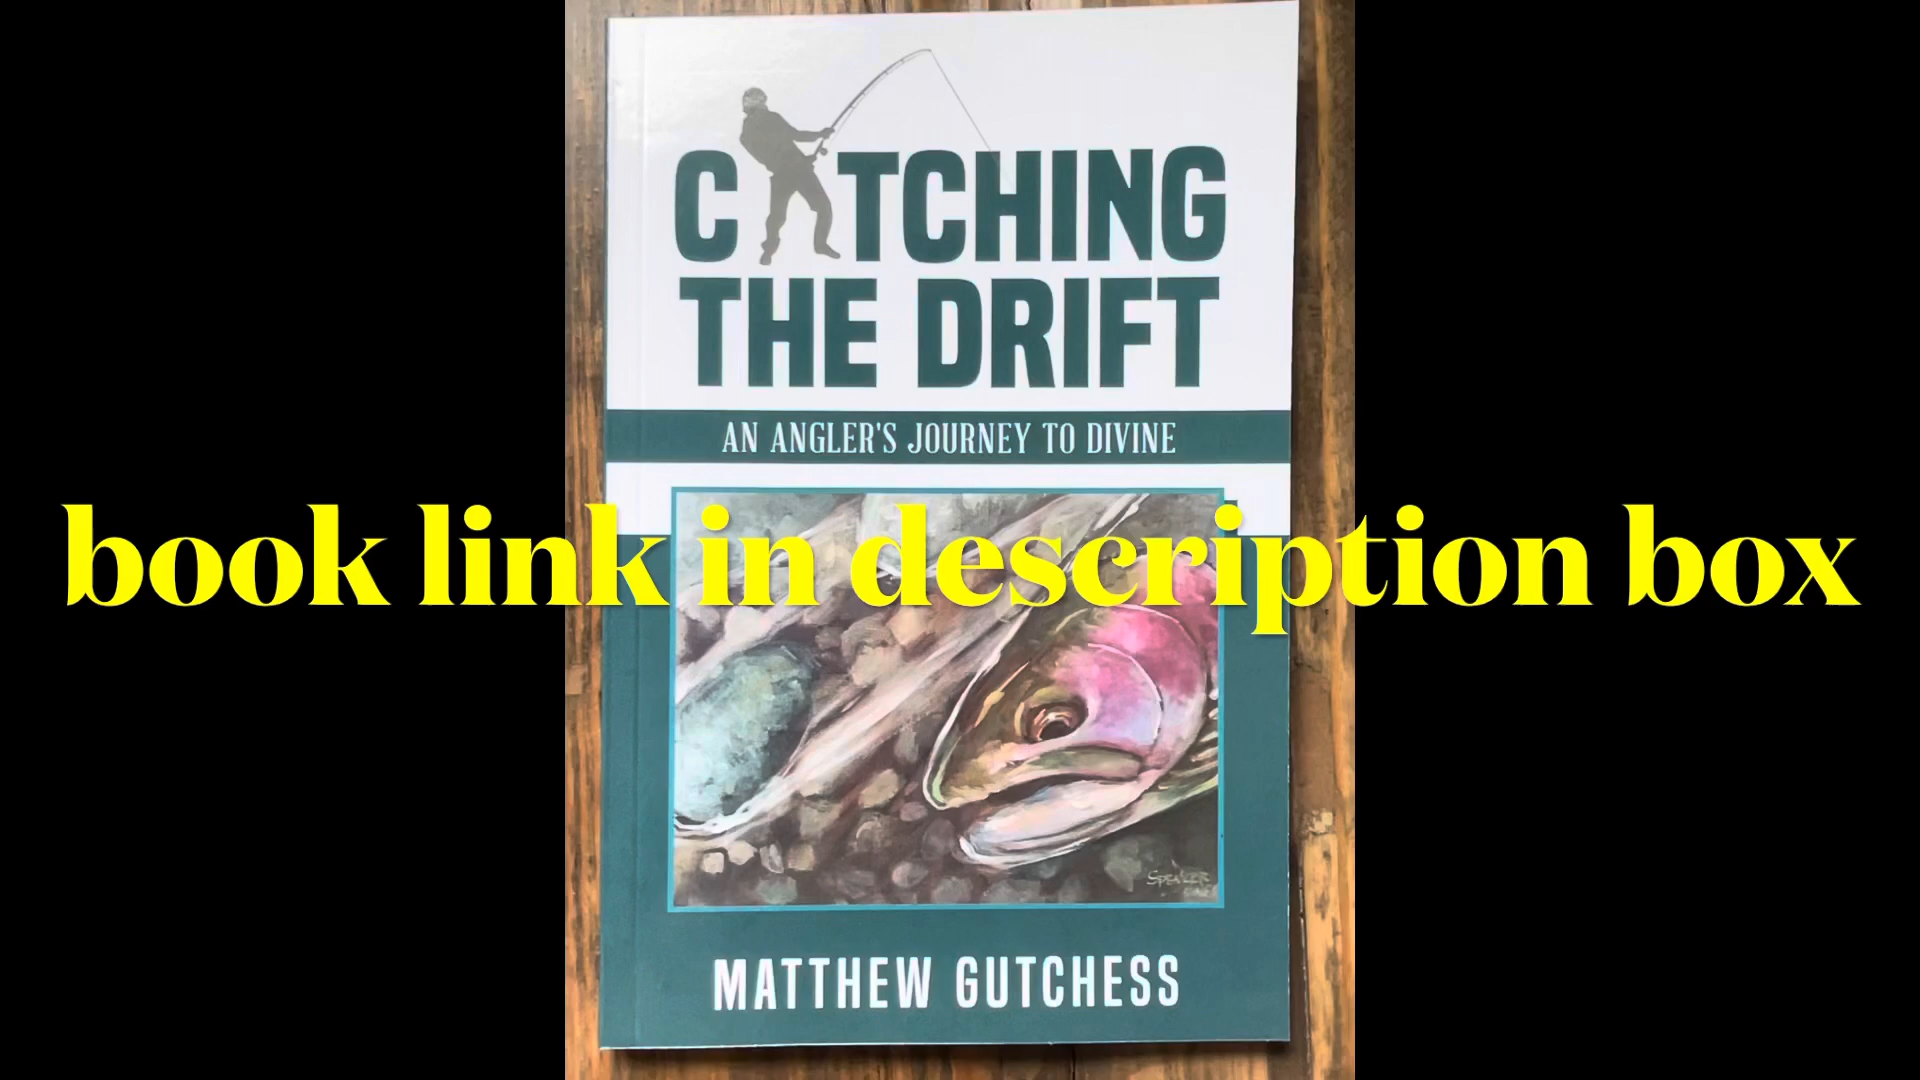 CATCHING
THE DRIFT
AN ANGLER'S JOURNEY TO DIVINE
book link in description box
MATTHEW GUTCHESS